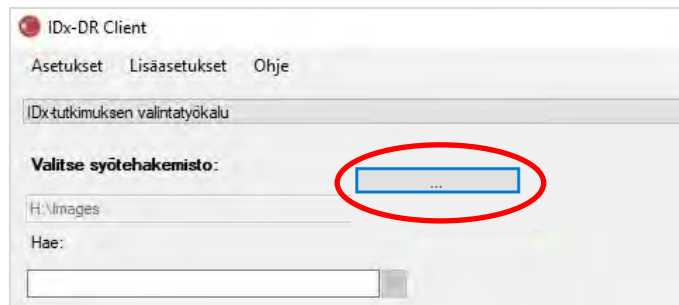 IDx-DR Client
Asetukset Lisäasetukset Ohje
IDx-tutkimuksen valintatyökalu
Valitse syötehakemisto:
...
H:\Images
Hae: